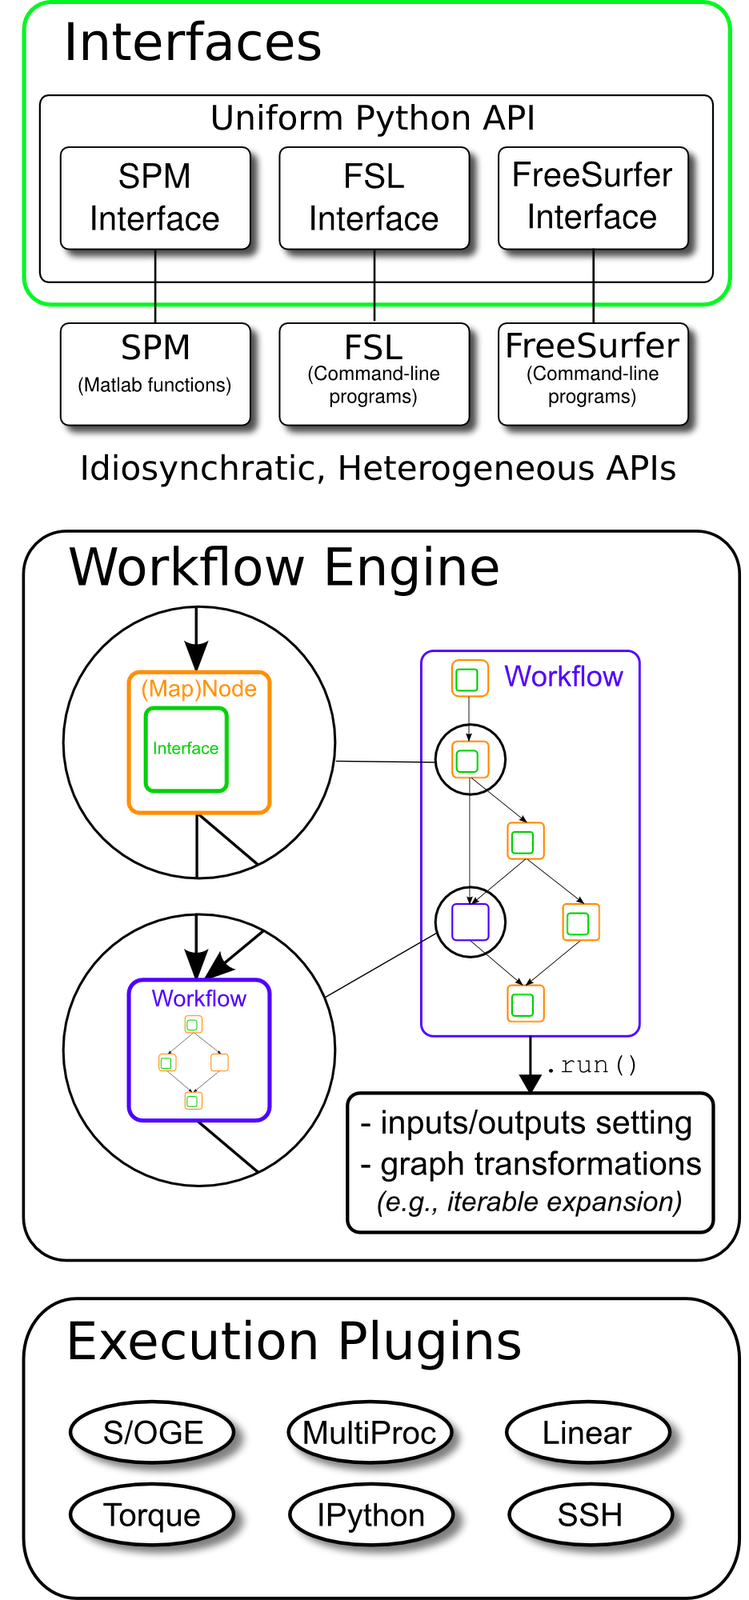 Interfaces
Uniform Python API
SPM
Interface
FSL
Interface
FreeSurfer
Interface
SPM
(Matlab functions)
FSL
(Command-line
programs)
FreeSurfer
(Command-line
programs)
Idiosynchratic, Heterogeneous APIs
Workflow Engine
(Map)Node
Interface
Workflow
Workflow
.run()
- inputs/outputs setting
- graph transformations
(e.g., iterable expansion)
Execution Plugins
S/OGE
MultiProc
Linear
Torque
IPython
SSH